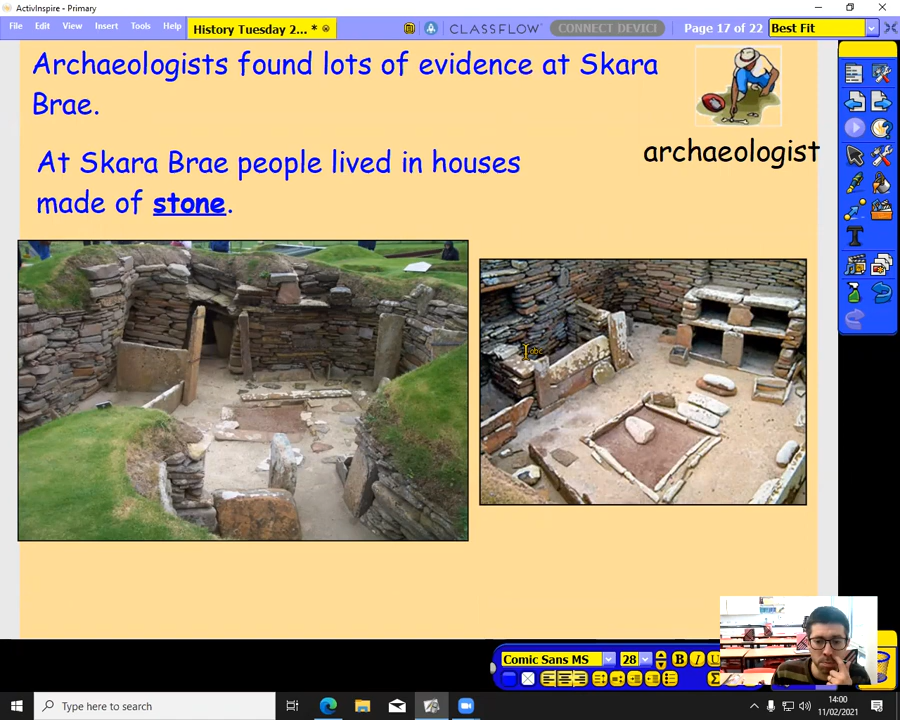 ActivInspire - Primary
File Edit View Insert Tools Help History Tuesday 2... * CLASSFLOW CONNECT DEVICE Page 17 of 22 Best Fit
Archaeologists found lots of evidence at Skara
Brae.
archaeologist
At Skara Brae people lived in houses
made of stone.
abc
Comic Sans MS 28 B I U
Type here to search
14:00
11/02/2021